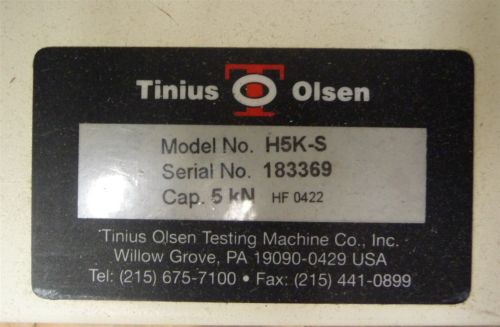 Tinius Olsen
Model No. H5K-S
Serial No. 183369
Cap. 5 kN HF 0422
Tinius Olsen Testing Machine Co., Inc.
Willow Grove, PA 19090-0429 USA
Tel: (215) 675-7100 • Fax: (215) 441-0899